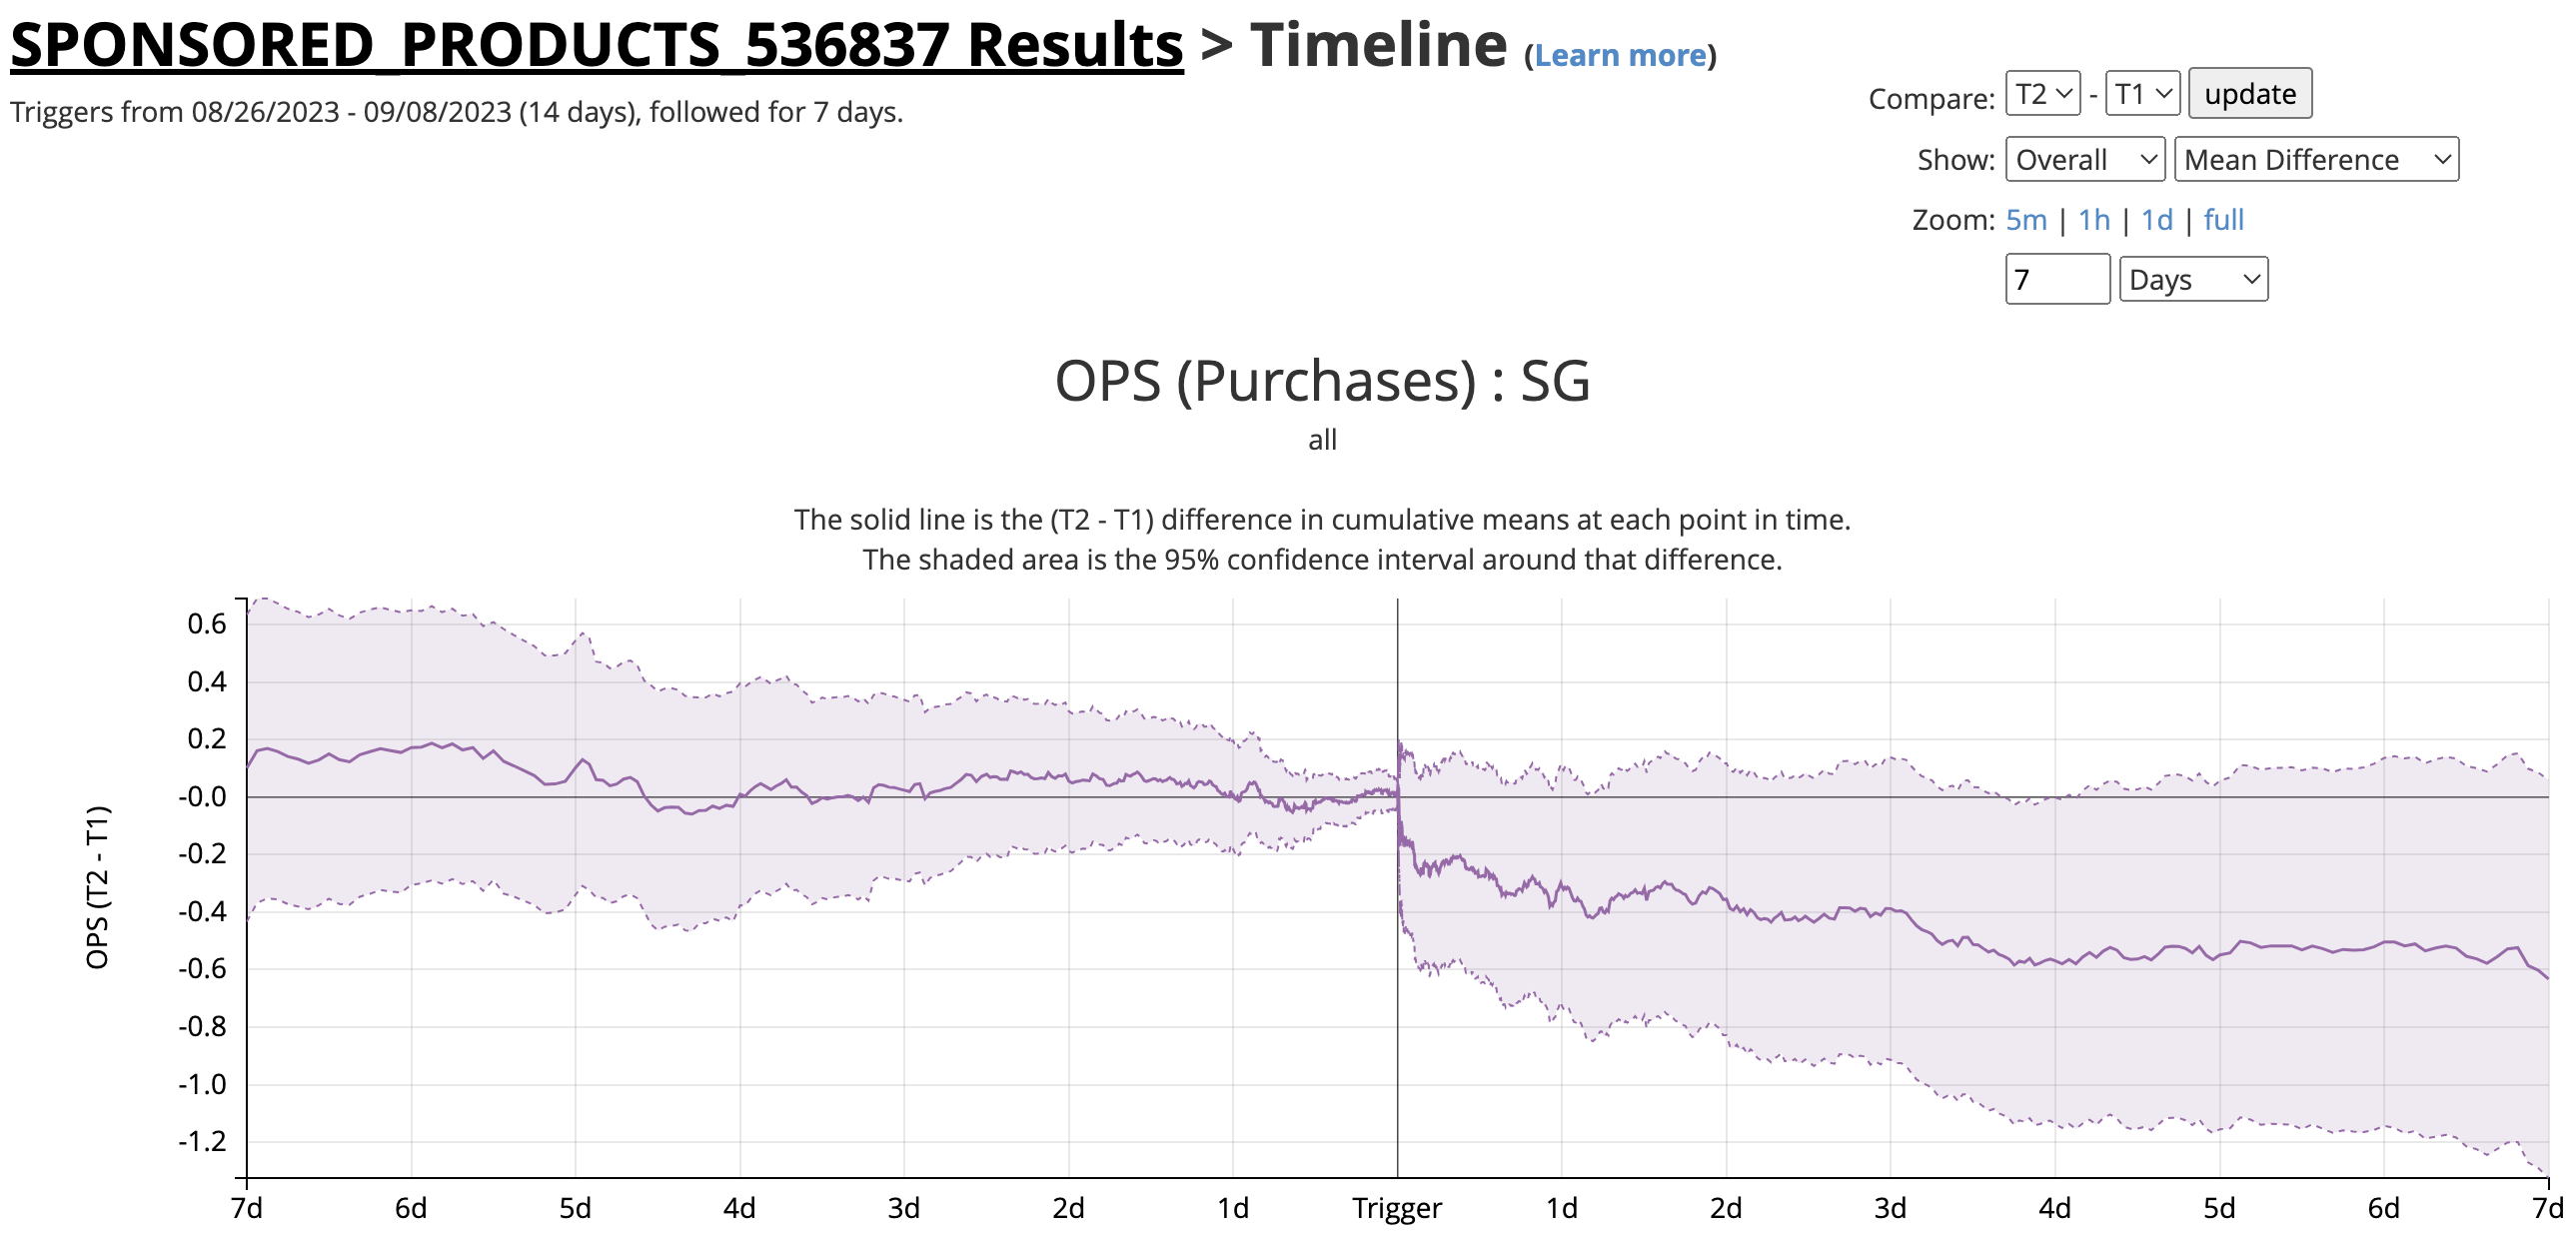 SPONSORED_PRODUCTS_536837 Results > Timeline (Learn more)
Triggers from 08/26/2023 - 09/08/2023 (14 days), followed for 7 days.
Compare: T2 - T1 update
Show: Overall Mean Difference
Zoom: 5m | 1h | 1d | full
7 Days
OPS (Purchases) : SG
all
The solid line is the (T2 - T1) difference in cumulative means at each point in time.
The shaded area is the 95% confidence interval around that difference.
OPS (T2 - T1)
0.6
0.4
0.2
-0.0
-0.2
-0.4
-0.6
-0.8
-1.0
-1.2
7d 6d 5d 4d 3d 2d 1d Trigger 1d 2d 3d 4d 5d 6d 7d